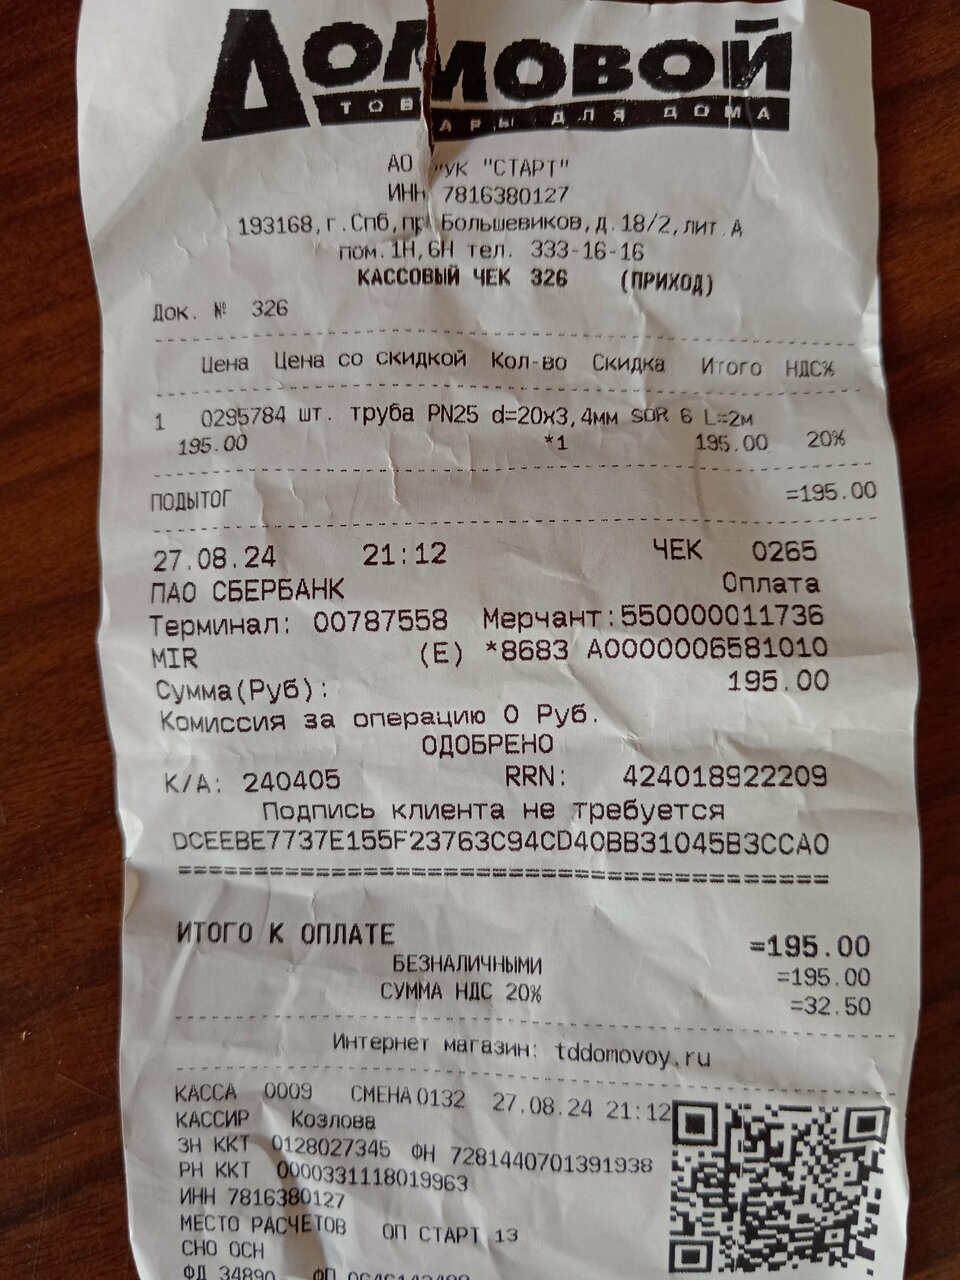 ДОМОВОЙ
ТОВАРЫ ДЛЯ ДОМА
АО "УК "СТАРТ"
ИНН 7816380127
193168, г.Спб, пр Большевиков, д.18/2, лит.А
пом.1Н,6Н тел. 333-16-16
КАССОВЫЙ ЧЕК 326 (ПРИХОД)
Док. № 326
Цена Цена со скидкой Кол-во Скидка Итого НДС%
1 0295784 шт. труба PN25 d=20x3,4мм SDR 6 L=2м
195.00 *1 195.00 20%
ПОДЫТОГ =195.00
27.08.24 21:12 ЧЕК 0265
ПАО СБЕРБАНК Оплата
Терминал: 00787558 Мерчант:550000011736
MIR (E) *8683 A0000006581010
Сумма(Руб): 195.00
Комиссия за операцию 0 Руб.
ОДОБРЕНО
К/А: 240405 RRN: 424018922209
Подпись клиента не требуется
DCEEBE7737E155F23763C94CD40BB31045B3CCA0
ИТОГО К ОПЛАТЕ =195.00
БЕЗНАЛИЧНЫМИ =195.00
СУММА НДС 20% =32.50
Интернет магазин: tddomovoy.ru
КАССА 0009 СМЕНА 0132 27.08.24 21:12
КАССИР Козлова
ЗН ККТ 0128027345 ФН 7281440701391938
РН ККТ 0000331118019963
ИНН 7816380127
МЕСТО РАСЧЕТОВ ОП СТАРТ 13
СНО ОСН
ФД 34890 ФП